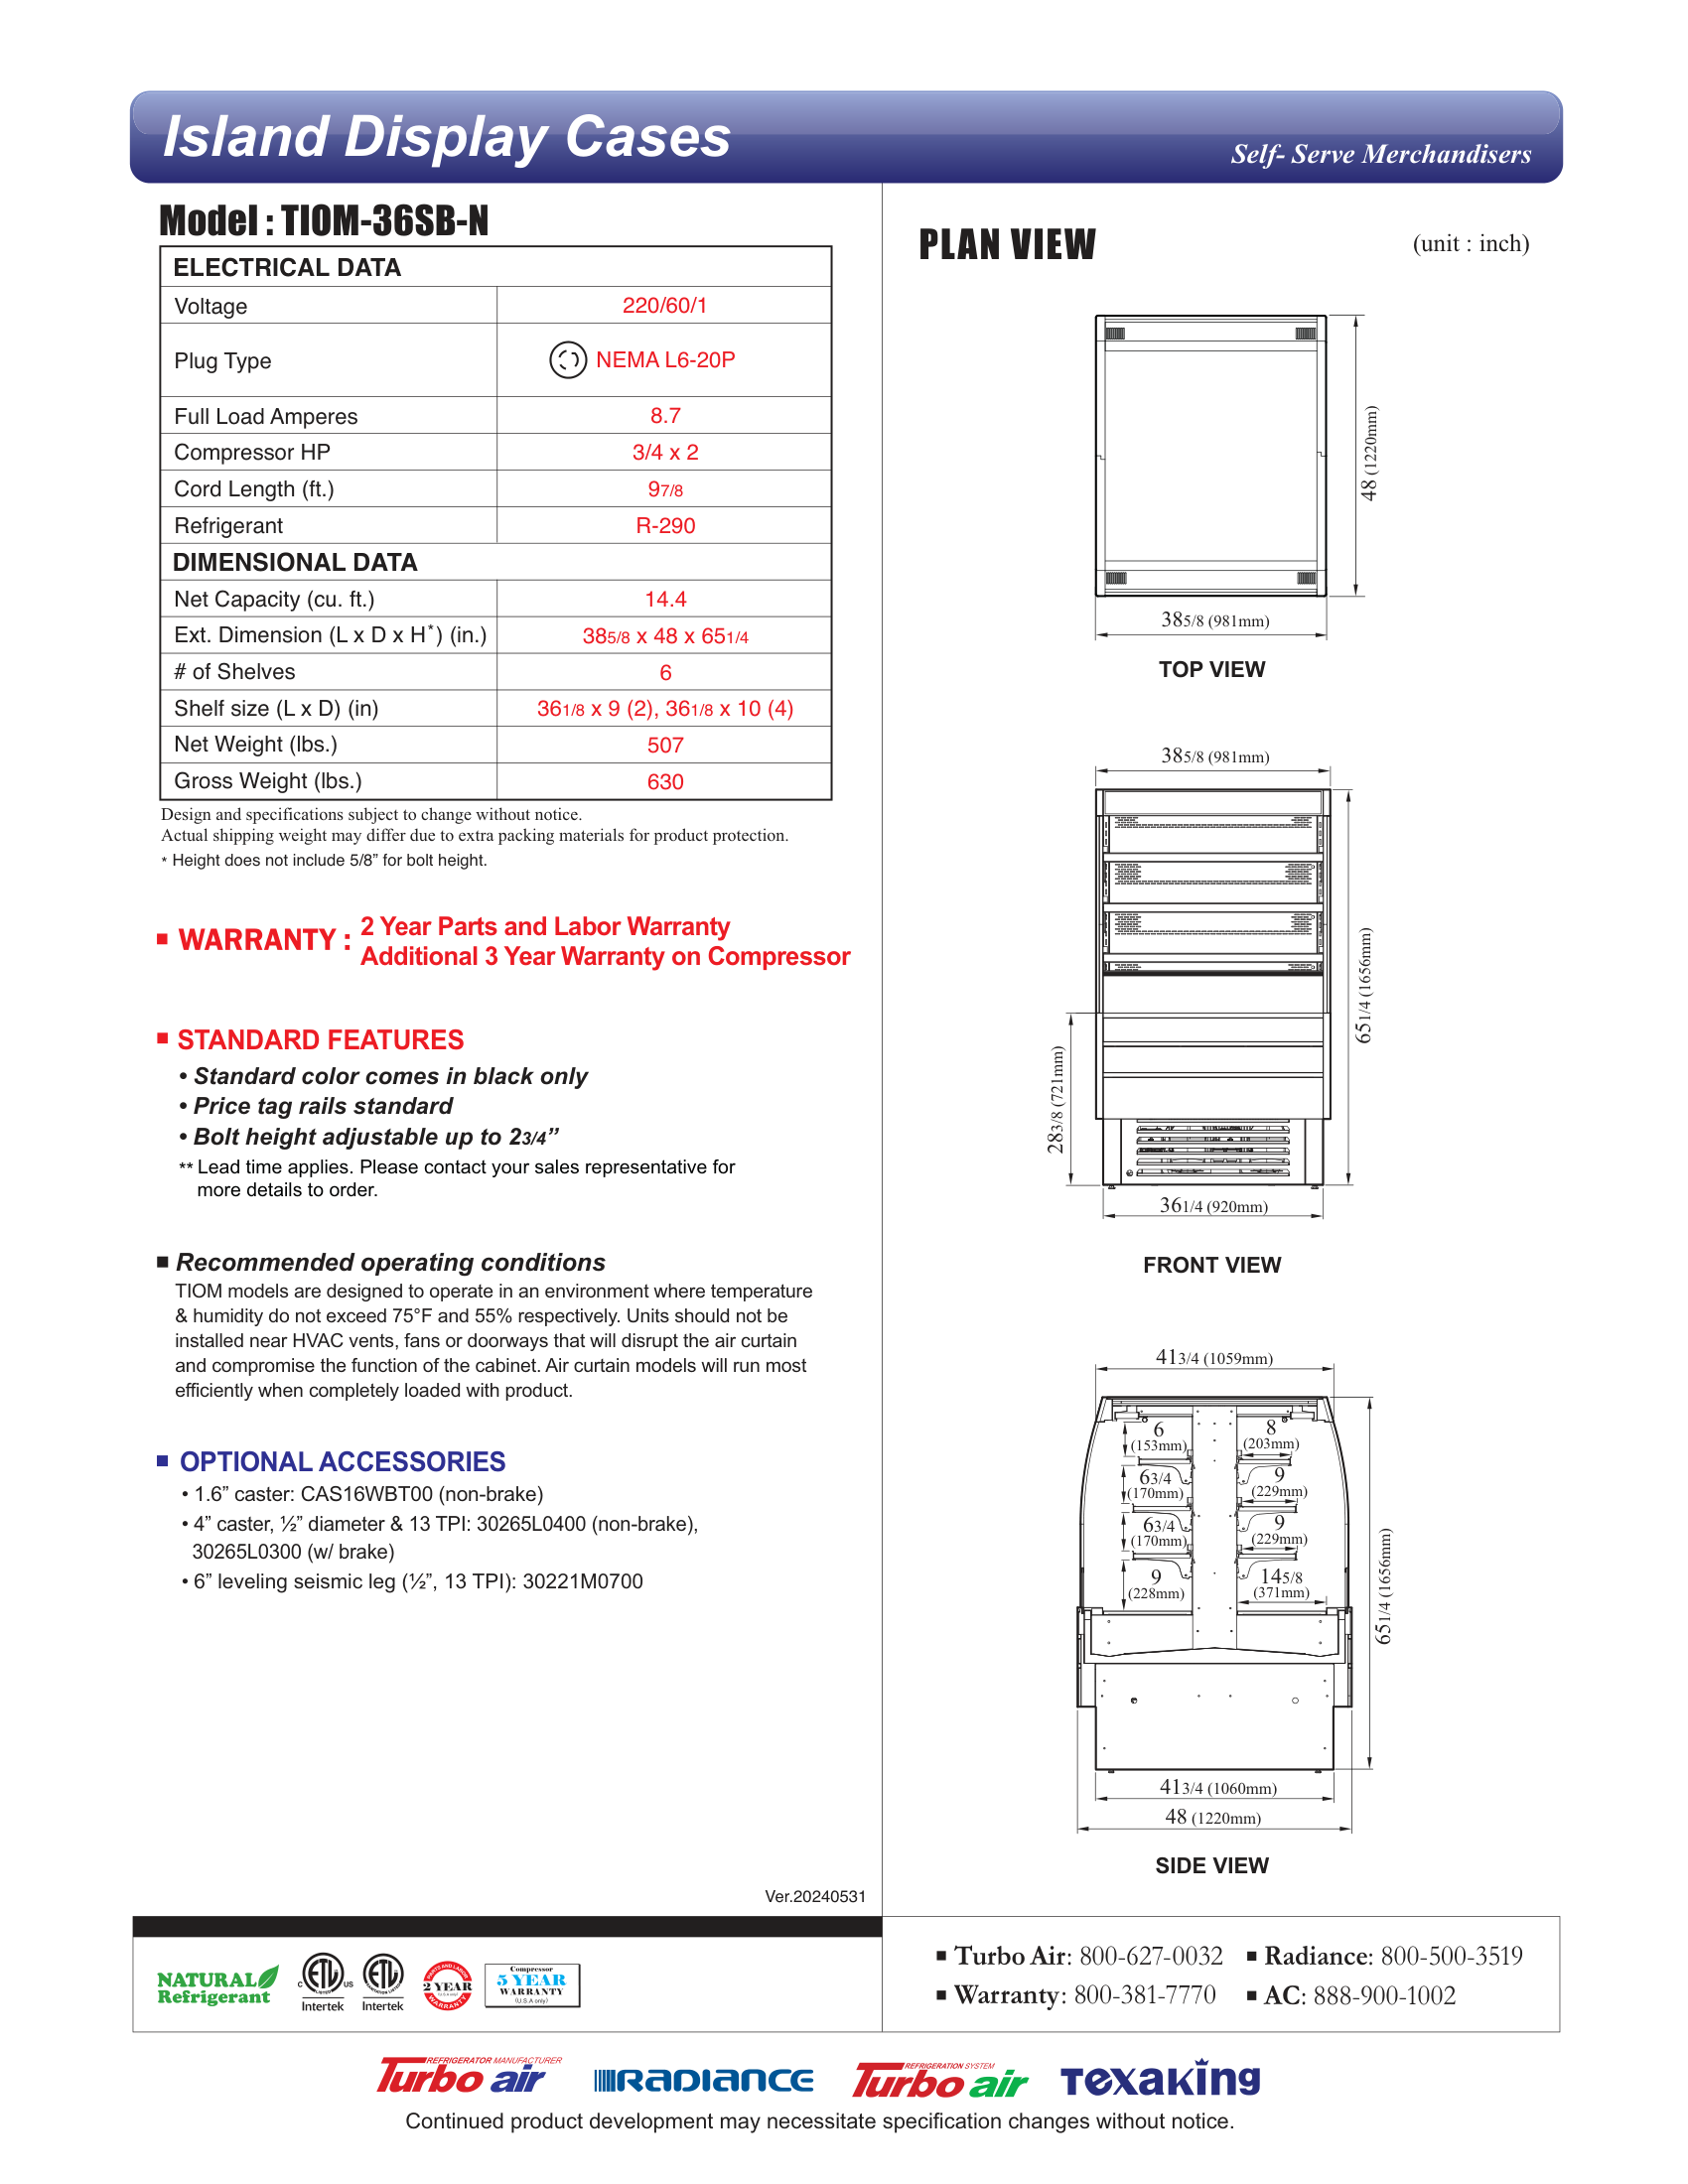 Island Display Cases
Self- Serve Merchandisers
Model : TIOM-36SB-N
ELECTRICAL DATA
Voltage 220/60/1
Plug Type NEMA L6-20P
Full Load Amperes 8.7
Compressor HP 3/4 x 2
Cord Length (ft.) 97/8
Refrigerant R-290
DIMENSIONAL DATA
Net Capacity (cu. ft.) 14.4
Ext. Dimension (L x D x H*) (in.) 385/8 x 48 x 651/4
# of Shelves 6
Shelf size (L x D) (in) 361/8 x 9 (2), 361/8 x 10 (4)
Net Weight (lbs.) 507
Gross Weight (lbs.) 630
Design and specifications subject to change without notice.
Actual shipping weight may differ due to extra packing materials for product protection.
* Height does not include 5/8” for bolt height.
▪ WARRANTY : 2 Year Parts and Labor Warranty
Additional 3 Year Warranty on Compressor
▪ STANDARD FEATURES
• Standard color comes in black only
• Price tag rails standard
• Bolt height adjustable up to 23/4”
** Lead time applies. Please contact your sales representative for
more details to order.
▪ Recommended operating conditions
TIOM models are designed to operate in an environment where temperature
& humidity do not exceed 75°F and 55% respectively. Units should not be
installed near HVAC vents, fans or doorways that will disrupt the air curtain
and compromise the function of the cabinet. Air curtain models will run most
efficiently when completely loaded with product.
▪ OPTIONAL ACCESSORIES
• 1.6” caster: CAS16WBT00 (non-brake)
• 4” caster, ½” diameter & 13 TPI: 30265L0400 (non-brake),
30265L0300 (w/ brake)
• 6” leveling seismic leg (½”, 13 TPI): 30221M0700
Ver.20240531
PLAN VIEW
(unit : inch)
48 (1220mm)
385/8 (981mm)
TOP VIEW
385/8 (981mm)
651/4 (1656mm)
283/8 (721mm)
361/4 (920mm)
FRONT VIEW
413/4 (1059mm)
6
(153mm)
8
(203mm)
63/4
(170mm)
9
(229mm)
63/4
(170mm)
9
(229mm)
9
(228mm)
145/8
(371mm)
651/4 (1656mm)
413/4 (1060mm)
48 (1220mm)
SIDE VIEW
NATURAL
Refrigerant
C ETL US
LISTED
Intertek
ETL
Intertek
PARTS AND LABOR
2 YEAR
WARRANTY
Compressor
5 YEAR
WARRANTY
(U.S.A only)
▪ Turbo Air: 800-627-0032
▪ Radiance: 800-500-3519
▪ Warranty: 800-381-7770
▪ AC: 888-900-1002
REFRIGERATOR MANUFACTURER
Turbo air
RADIANCE
REFRIGERATION SYSTEM
Turbo air
Texaking
Continued product development may necessitate specification changes without notice.